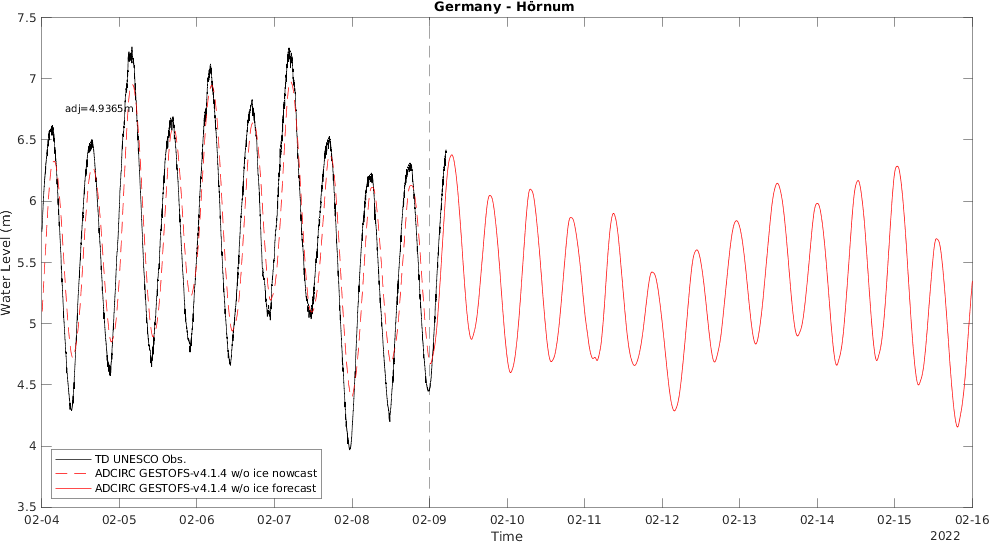 Germany - Hörnum
7.5
7
6.5
6
5.5
5
4.5
4
3.5
Water Level (m)
adj=4.9365m
TD UNESCO Obs.
ADCIRC GESTOFS-v4.1.4 w/o ice nowcast
ADCIRC GESTOFS-v4.1.4 w/o ice forecast
02-04 02-05 02-06 02-07 02-08 02-09 02-10 02-11 02-12 02-13 02-14 02-15 02-16
Time
2022